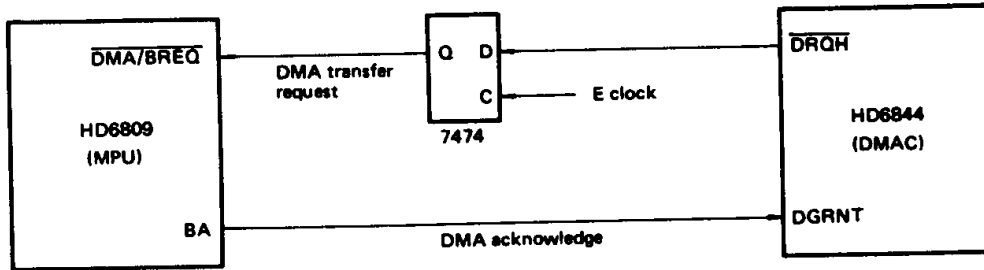 DMA/BREQ
DMA transfer
request
Q D
C
7474
E clock
DRQH
HD6809
(MPU)
HD6844
(DMAC)
BA
DMA acknowledge
DGRNT